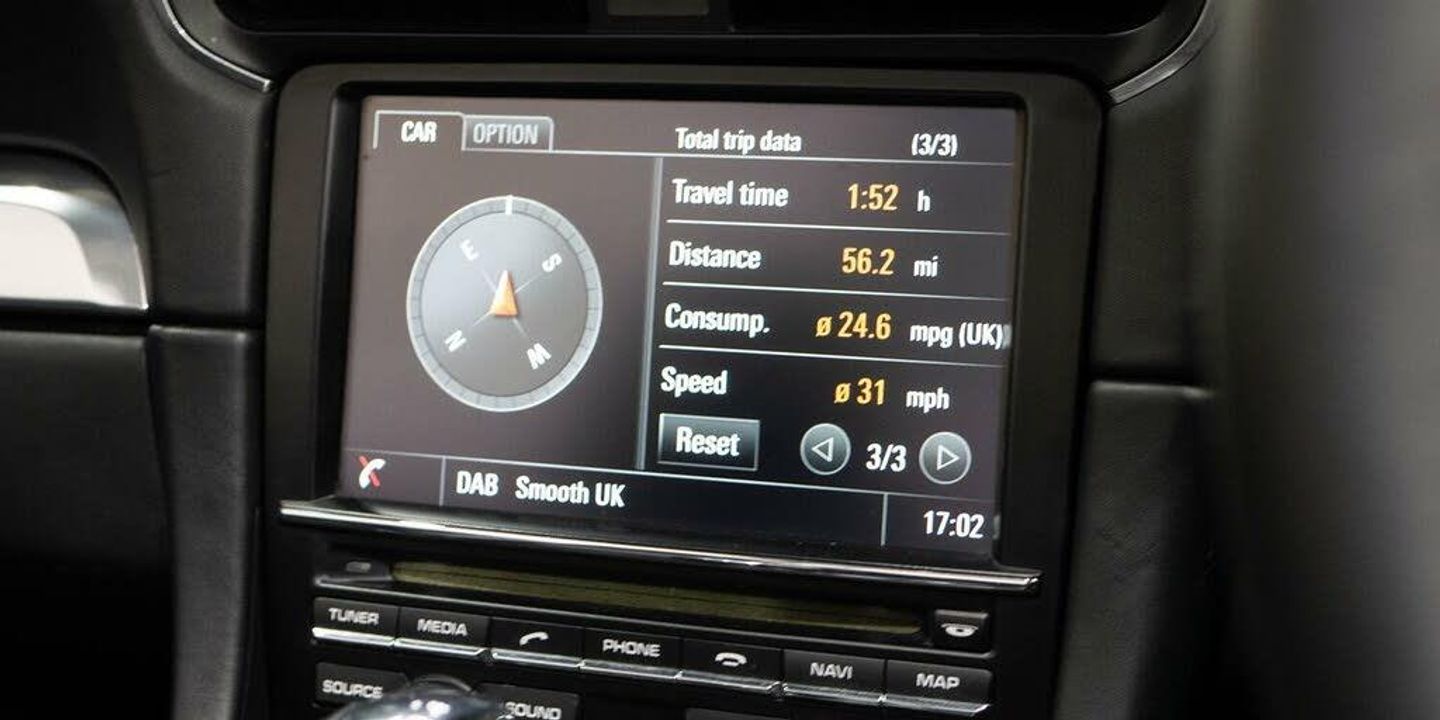 CAR OPTION Total trip data (3/3)
Travel time 1:52 h
Distance 56.2 mi
Consump. ø 24.6 mpg (UK)
Speed ø 31 mph
E
S
N
W
Reset 3/3
DAB Smooth UK
17:02
TUNER MEDIA PHONE NAVI MAP
SOURCE SOUND